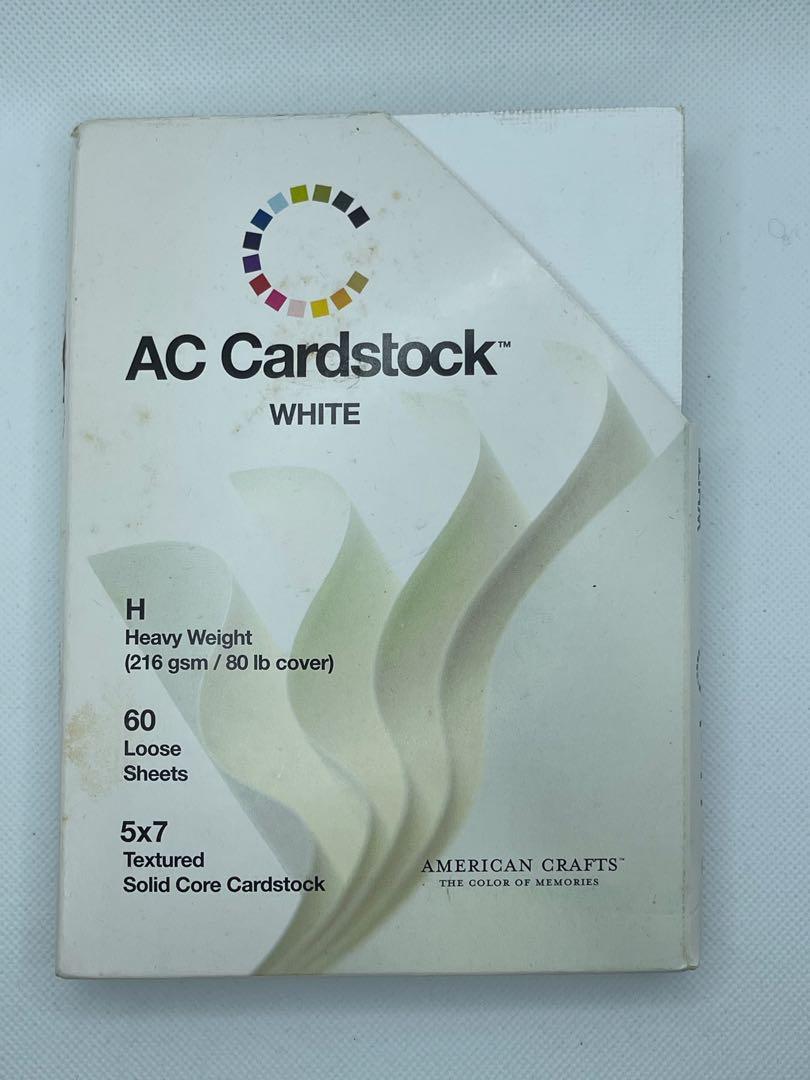 AC Cardstock™
WHITE
H
Heavy Weight
(216 gsm / 80 lb cover)
60
Loose
Sheets
5x7
Textured
Solid Core Cardstock
AMERICAN CRAFTS™
THE COLOR OF MEMORIES